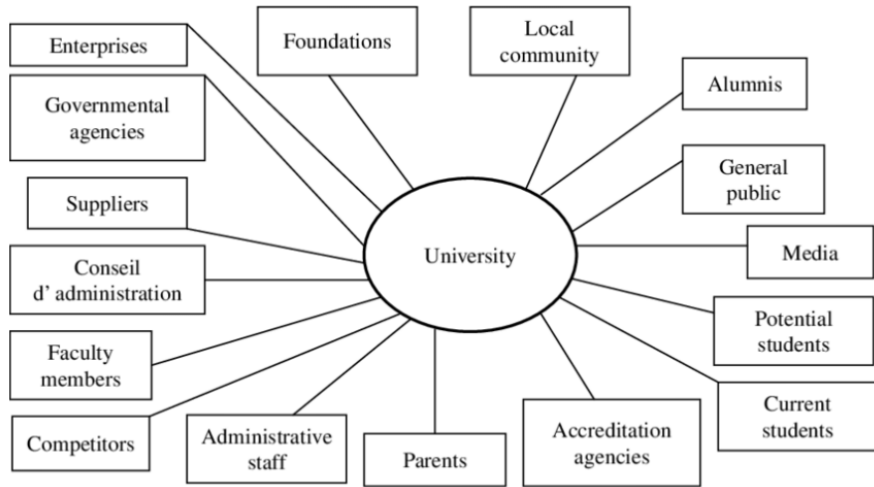 Enterprises
Foundations
Local
community
Alumnis
Governmental
agencies
General
public
Suppliers
University
Media
Conseil
d’ administration
Potential
students
Faculty
members
Current
students
Competitors
Administrative
staff
Parents
Accreditation
agencies